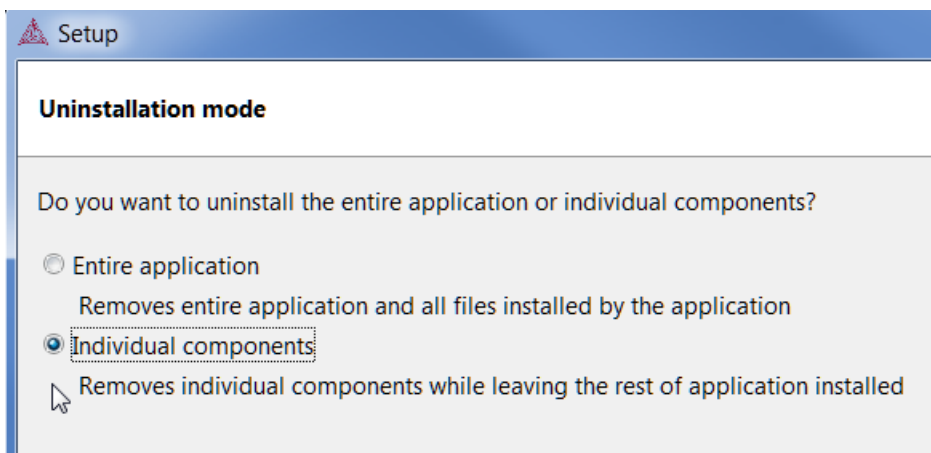 Setup
Uninstallation mode
Do you want to uninstall the entire application or individual components?
Entire application
Removes entire application and all files installed by the application
Individual components
Removes individual components while leaving the rest of application installed